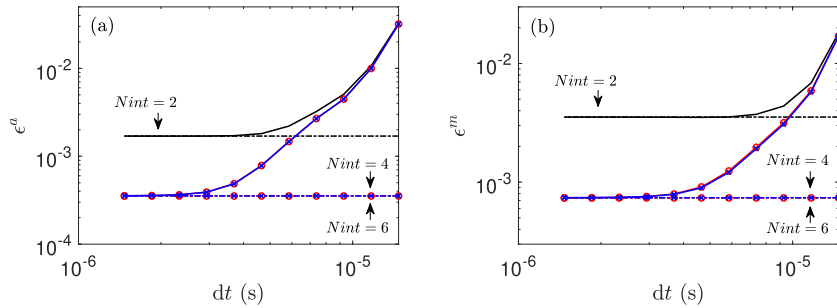 (a)
10^-2
Nint = 2
ϵ^a
10^-3
Nint = 4
Nint = 6
10^-4
10^-6
10^-5
dt (s)
(b)
10^-2
Nint = 2
ϵ^m
Nint = 4
10^-3
Nint = 6
10^-6
10^-5
dt (s)